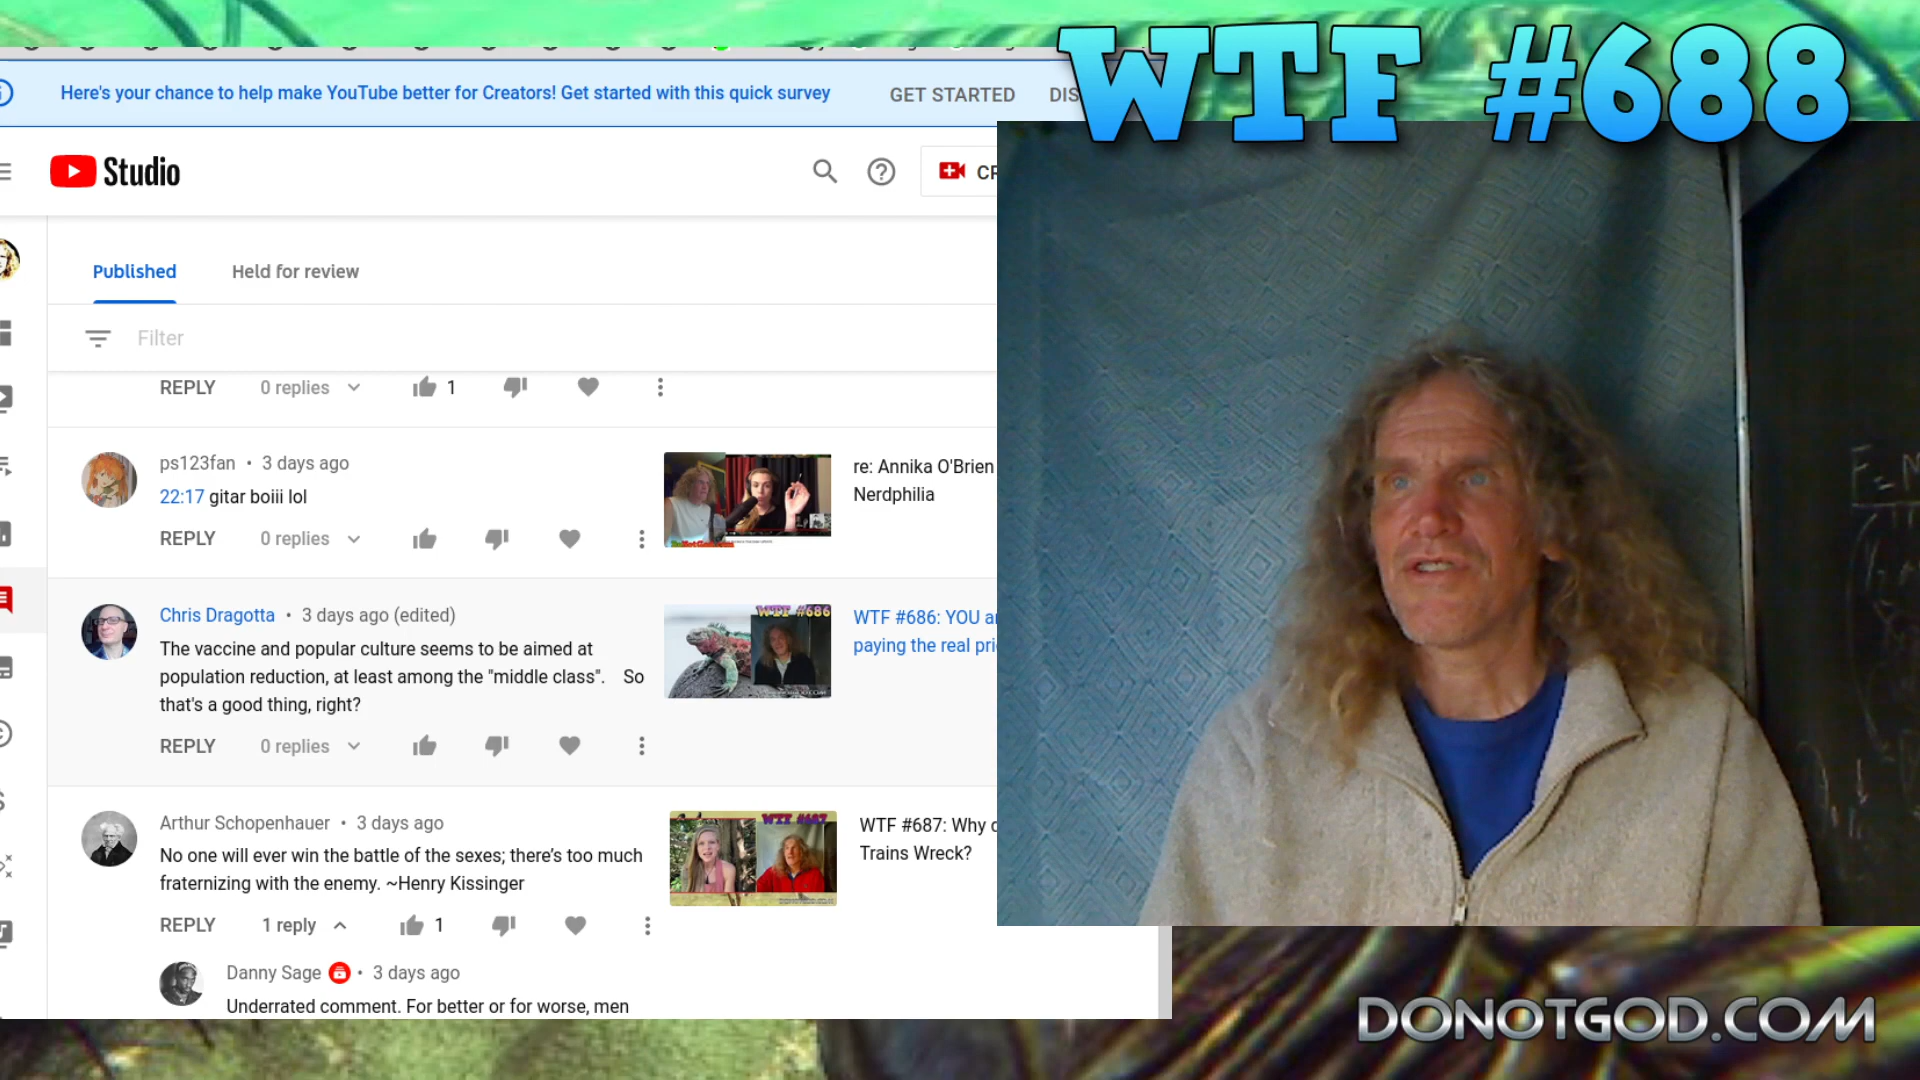 WTF #688
Here's your chance to help make YouTube better for Creators! Get started with this quick survey GET STARTED DIS
Studio
Published Held for review
Filter
REPLY 0 replies 1
ps123fan • 3 days ago
22:17 gitar boiii lol
REPLY 0 replies
re: Annika O'Brien
Nerdphilia
Chris Dragotta • 3 days ago (edited)
The vaccine and popular culture seems to be aimed at
population reduction, at least among the "middle class". So
that's a good thing, right?
REPLY 0 replies
WTF #686
WTF #686: YOU
paying the real
Arthur Schopenhauer • 3 days ago
No one will ever win the battle of the sexes; there's too much
fraternizing with the enemy. ~Henry Kissinger
REPLY 1 reply 1
WTF #687
WTF #687: Why
Trains Wreck?
Danny Sage • 3 days ago
Underrated comment. For better or for worse, men
DONOTGOD.COM